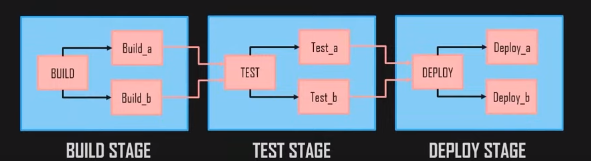 BUILD
Build_a
Build_b
TEST
Test_a
Test_b
DEPLOY
Deploy_a
Deploy_b
BUILD STAGE
TEST STAGE
DEPLOY STAGE